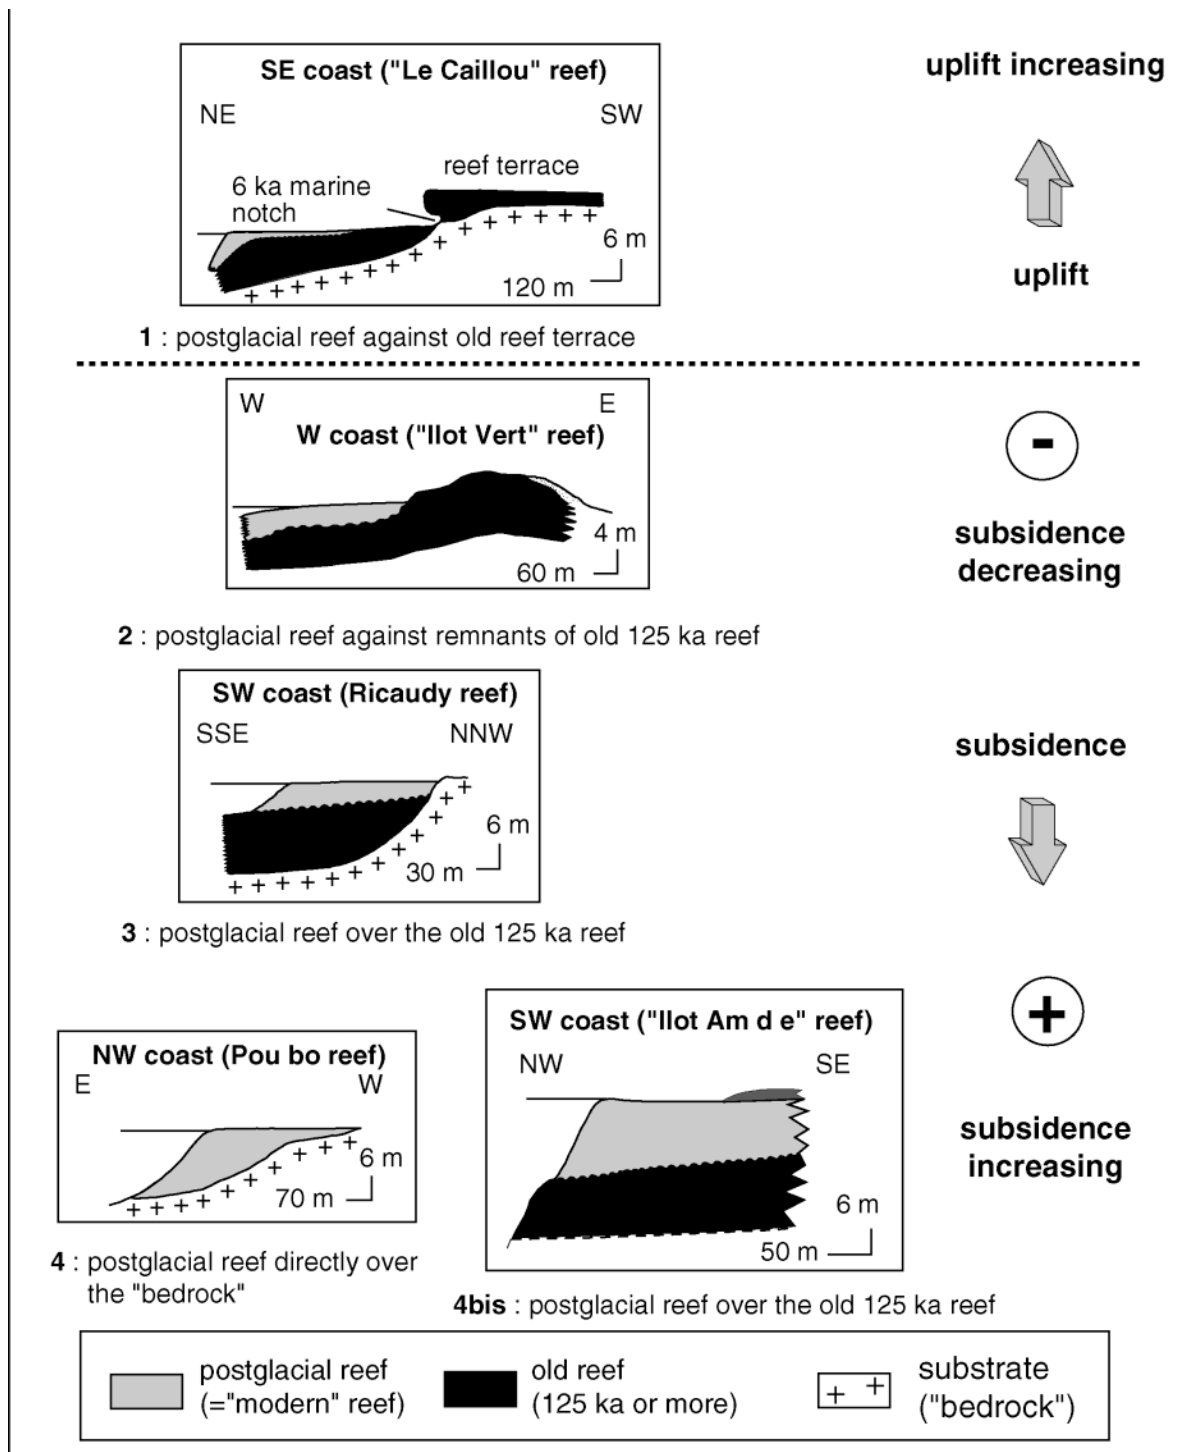 SE coast ("Le Caillou" reef)
NE
SW
reef terrace
6 ka marine
notch
6 m
120 m
1 : postglacial reef against old reef terrace
uplift increasing
uplift
W
E
W coast ("Ilot Vert" reef)
4 m
60 m
2 : postglacial reef against remnants of old 125 ka reef
-
subsidence
decreasing
SW coast (Ricaudy reef)
SSE
NNW
6 m
30 m
3 : postglacial reef over the old 125 ka reef
subsidence
NW coast (Pou bo reef)
E
W
6 m
70 m
4 : postglacial reef directly over
the "bedrock"
SW coast ("Ilot Am d e" reef)
NW
SE
6 m
50 m
4bis : postglacial reef over the old 125 ka reef
+
subsidence
increasing
postglacial reef
(="modern" reef)
old reef
(125 ka or more)
substrate
("bedrock")